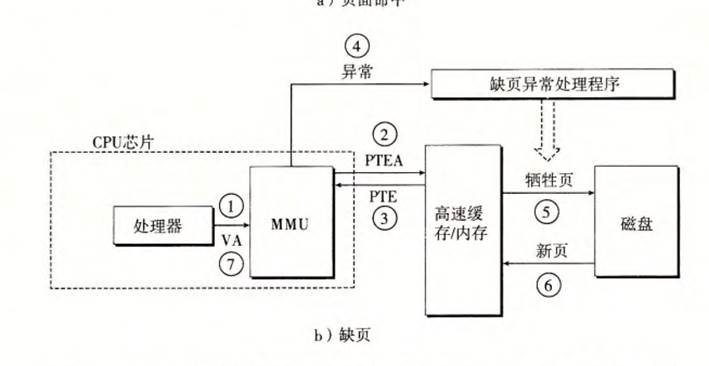 a）页面命中
④
异常
缺页异常处理程序
CPU芯片
②
PTEA
PTE
③
处理器
①
VA
⑦
MMU
高速缓
存/内存
牺牲页
⑤
新页
⑥
磁盘
b）缺页